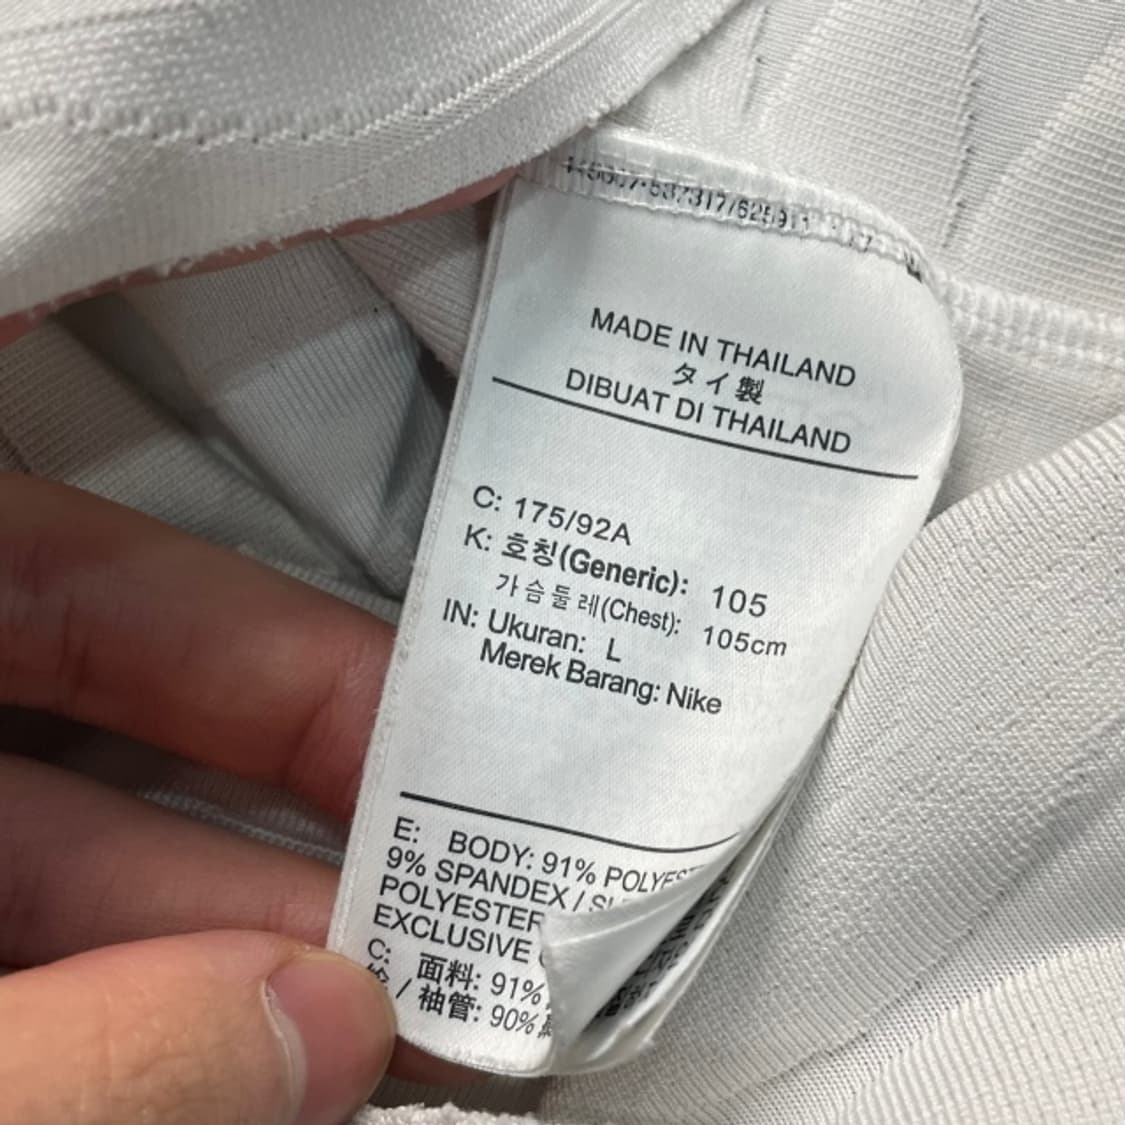 MADE IN THAILAND
タイ製
DIBUAT DI THAILAND
C: 175/92A
K: 호칭(Generic): 105
가슴둘레(Chest): 105cm
IN: Ukuran: L
Merek Barang: Nike
E: BODY: 91%
9% SPANDEX /
POLYESTER
EXCLUSIVE
C: 面料: 91%
/ 袖管: 90%